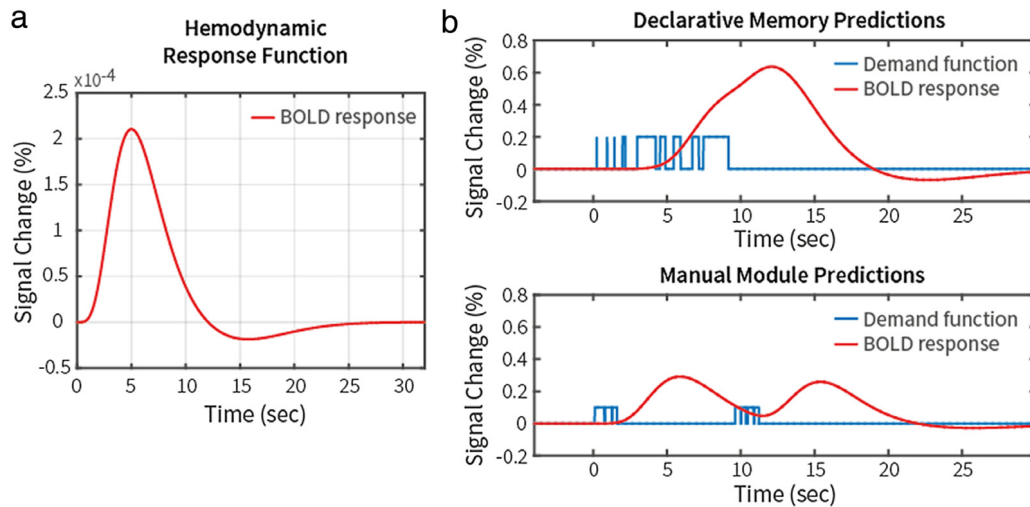 a
Hemodynamic
Response Function
×10⁻⁴
2.5
2
1.5
1
0.5
0
-0.5
Signal Change (%)
BOLD response
0 5 10 15 20 25 30
Time (sec)
b
Declarative Memory Predictions
0.8
0.6
0.4
0.2
0
-0.2
Signal Change (%)
Demand function
BOLD response
0 5 10 15 20 25
Time (sec)
Manual Module Predictions
0.8
0.6
0.4
0.2
0
-0.2
Signal Change (%)
Demand function
BOLD response
0 5 10 15 20 25
Time (sec)